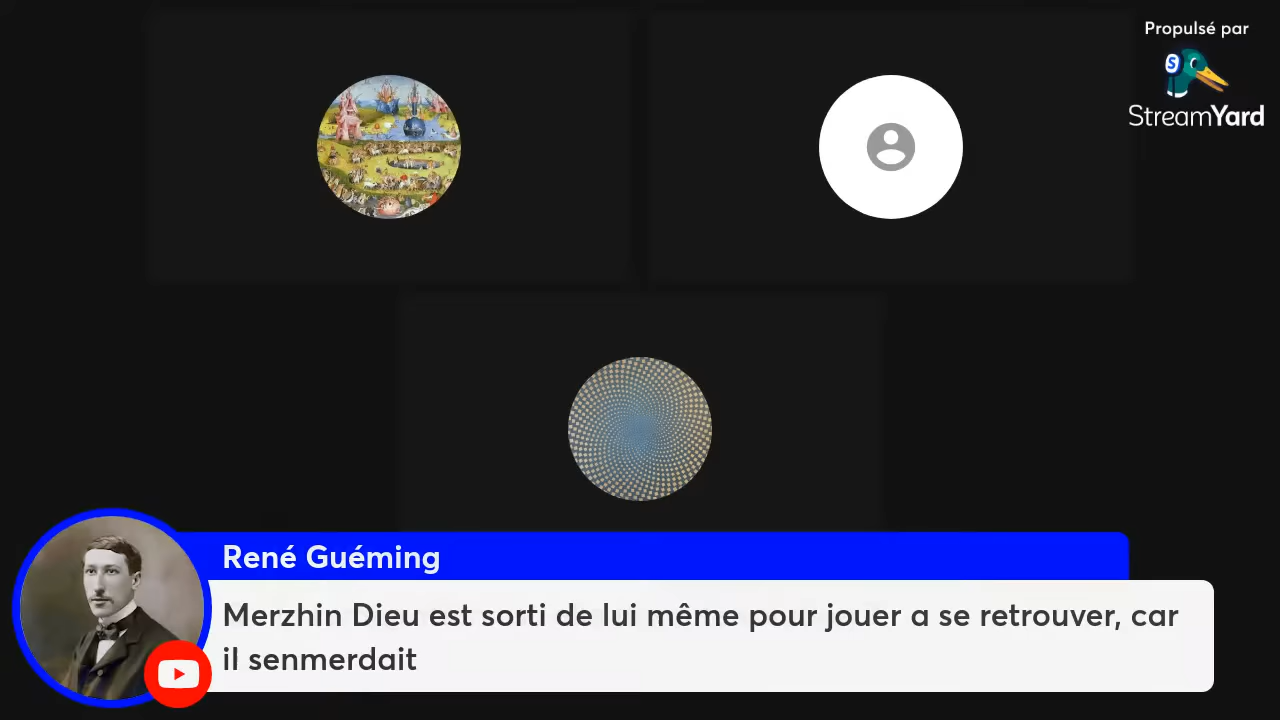 Propulsé par
StreamYard
René Guéming
Merzhin Dieu est sorti de lui même pour jouer a se retrouver, car
il senmerdait